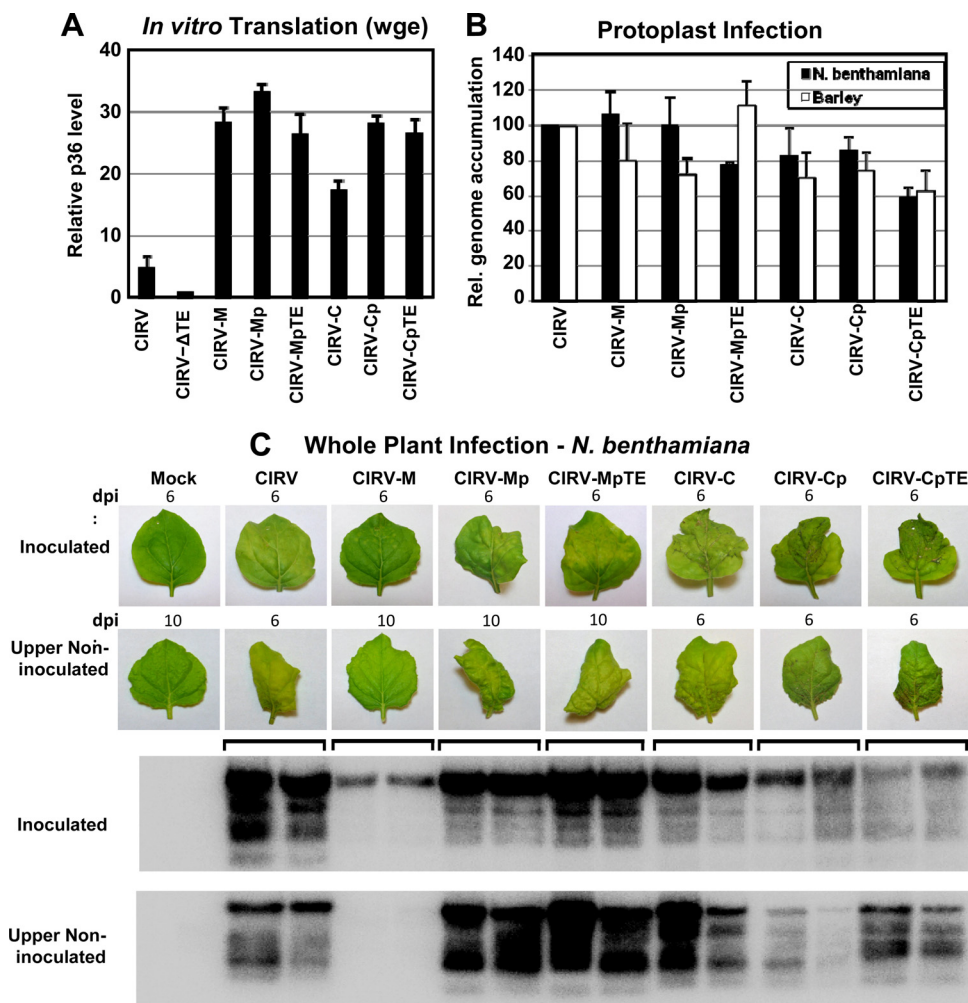 A In vitro Translation (wge)
Relative p36 level
40
30
20
10
0
CIRV
CIRV–ΔTE
CIRV-M
CIRV-Mp
CIRV-MpTE
CIRV-C
CIRV-Cp
CIRV-CpTE
B Protoplast Infection
Rel. genome accumulation
140
120
100
80
60
40
20
0
N. benthamiana
Barley
CIRV
CIRV-M
CIRV-Mp
CIRV-MpTE
CIRV-C
CIRV-Cp
CIRV-CpTE
C Whole Plant Infection - N. benthamiana
Mock CIRV CIRV-M CIRV-Mp CIRV-MpTE CIRV-C CIRV-Cp CIRV-CpTE
dpi 6 6 6 6 6 6 6 6
:
Inoculated
dpi 10 6 10 10 10 6 6 6
Upper Non-
inoculated
Inoculated
Upper Non-
inoculated